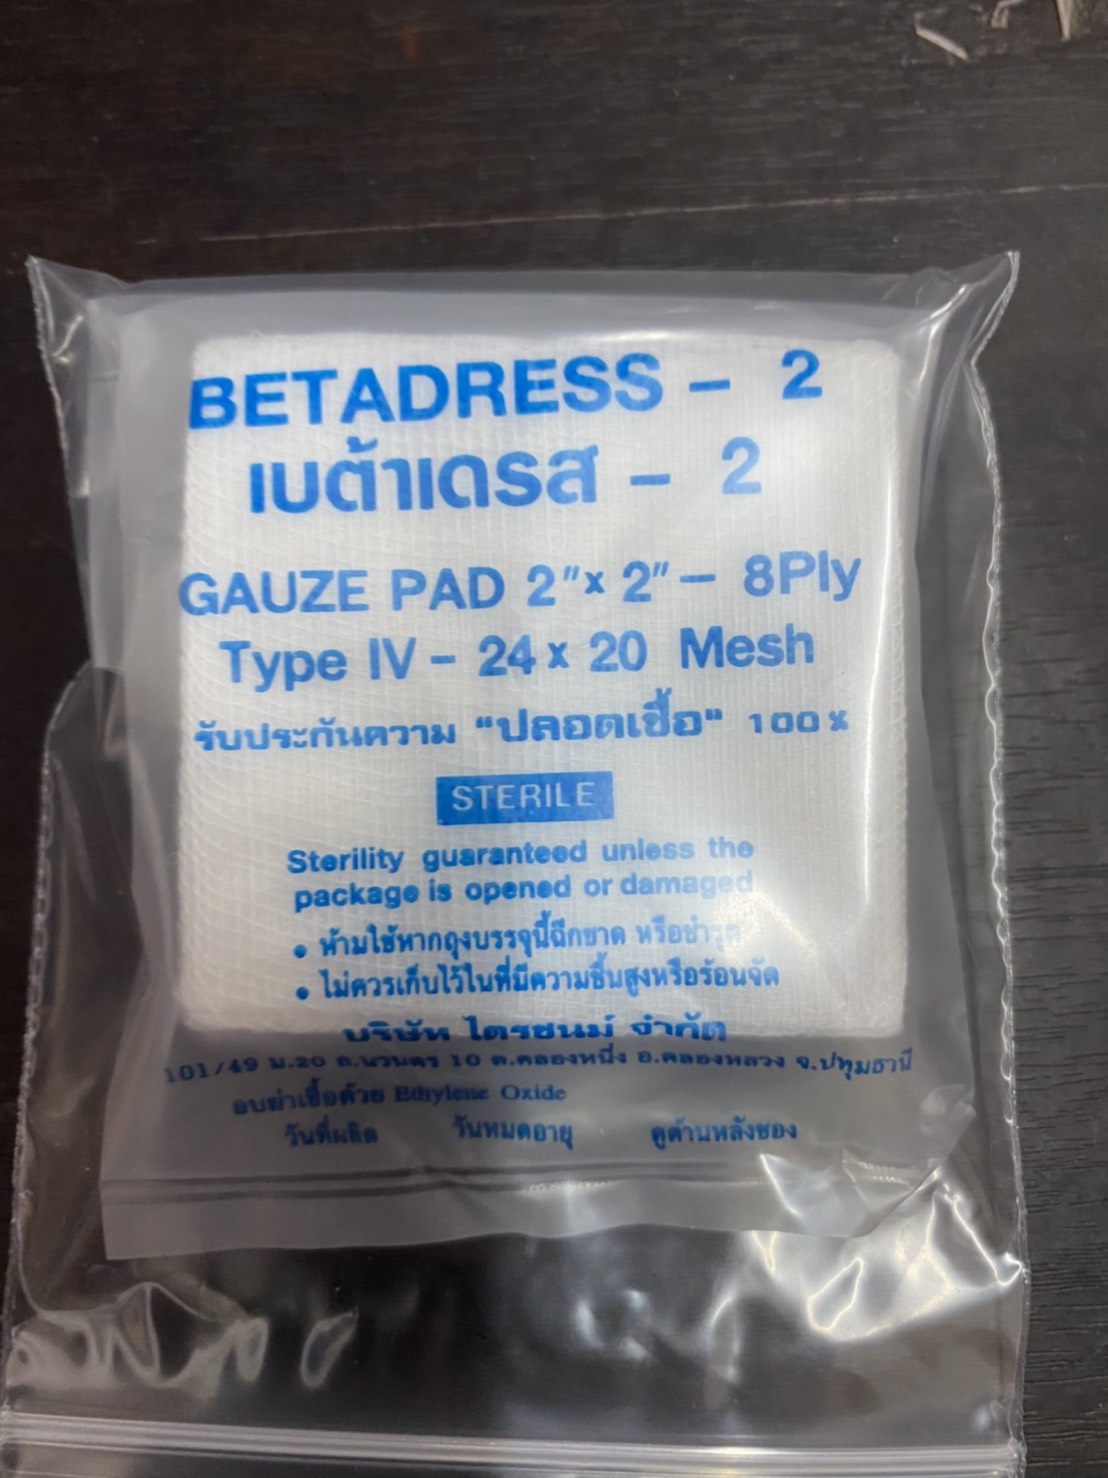 BETADRESS – 2
เบต้าเดรส – 2
GAUZE PAD 2"x 2" – 8Ply
Type IV – 24 x 20 Mesh
รับประกันความ "ปลอดเชื้อ" 100%
STERILE
Sterility guaranteed unless the
package is opened or damaged
• ห้ามใช้หากถุงบรรจุนี้ฉีกขาด หรือชำรุด
• ไม่ควรเก็บไว้ในที่มีความชื้นสูงหรือร้อนจัด
บริษัท ไตรชนม์ จำกัด
101/49 ม.20 ถ.นวนคร 10 ต.คลองหนึ่ง อ.คลองหลวง จ.ปทุมธานี
อบฆ่าเชื้อด้วย Ethylene Oxide
วันที่ผลิต วันหมดอายุ ดูด้านหลังซอง